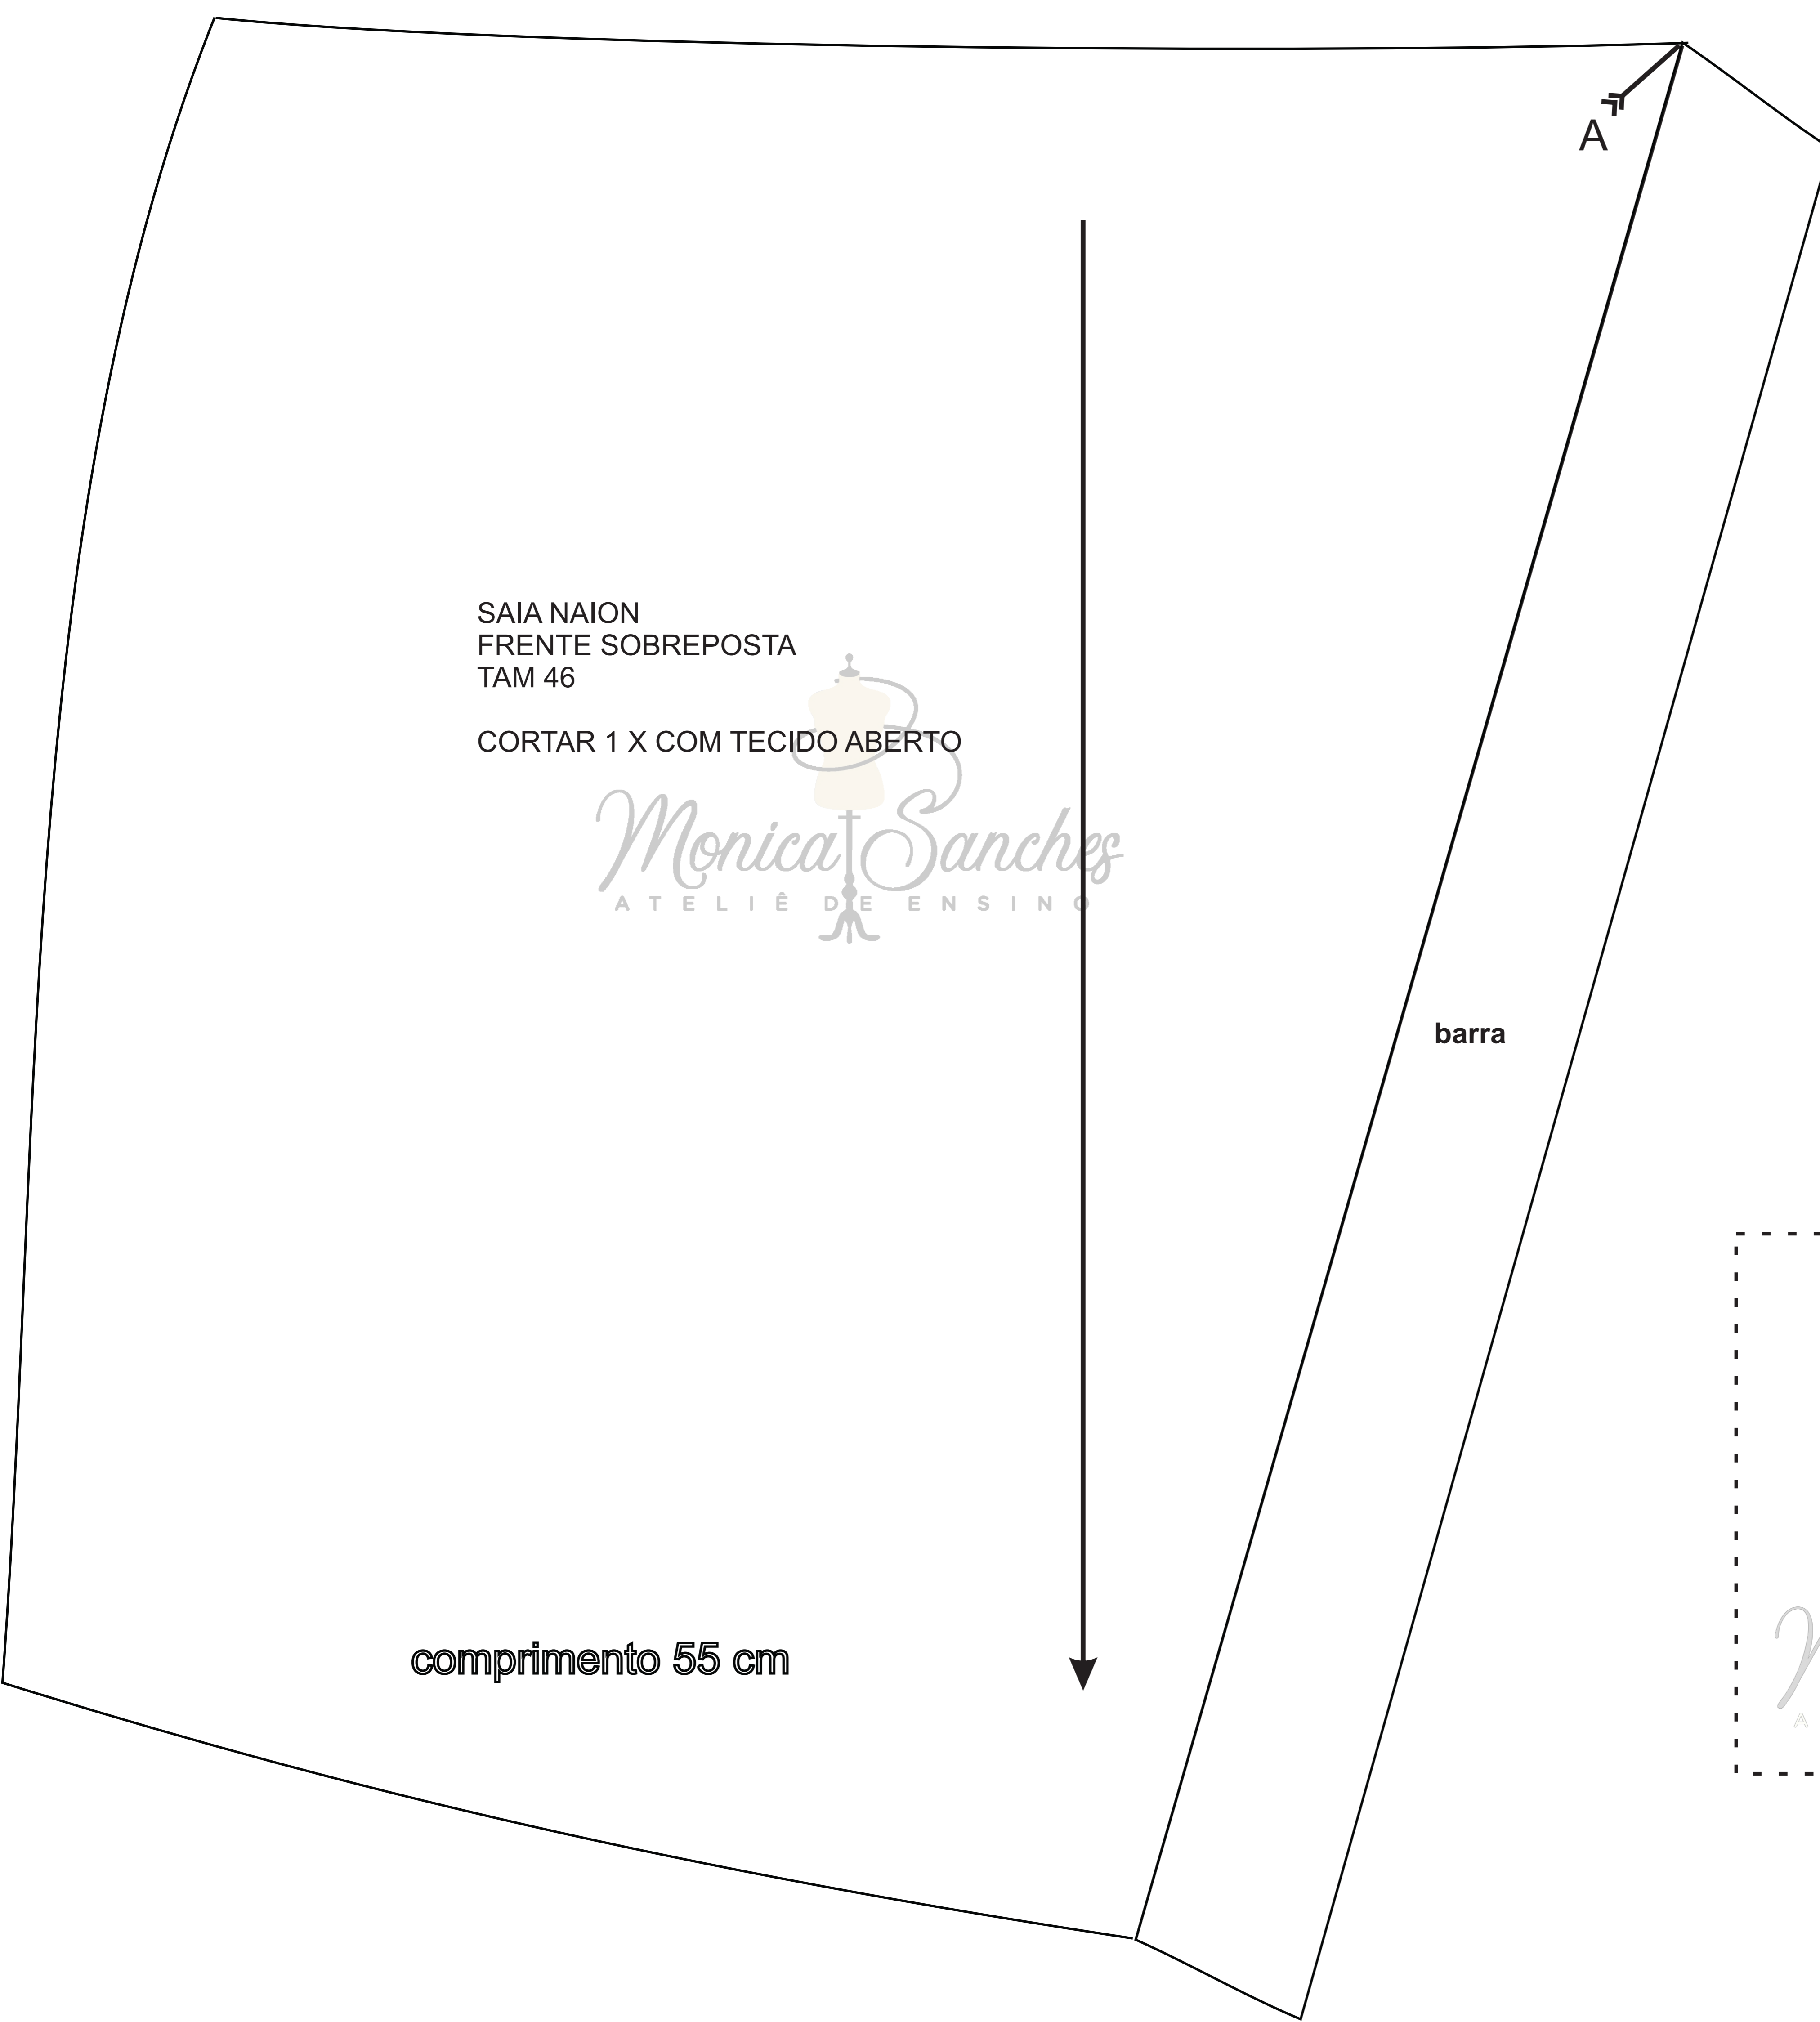 A
SAIA NAION
FRENTE SOBREPOSTA
TAM 46
CORTAR 1 X COM TECIDO ABERTO
Monica Sanches
ATELIÊ DE ENSINO
barra
comprimento 55 cm
M
A